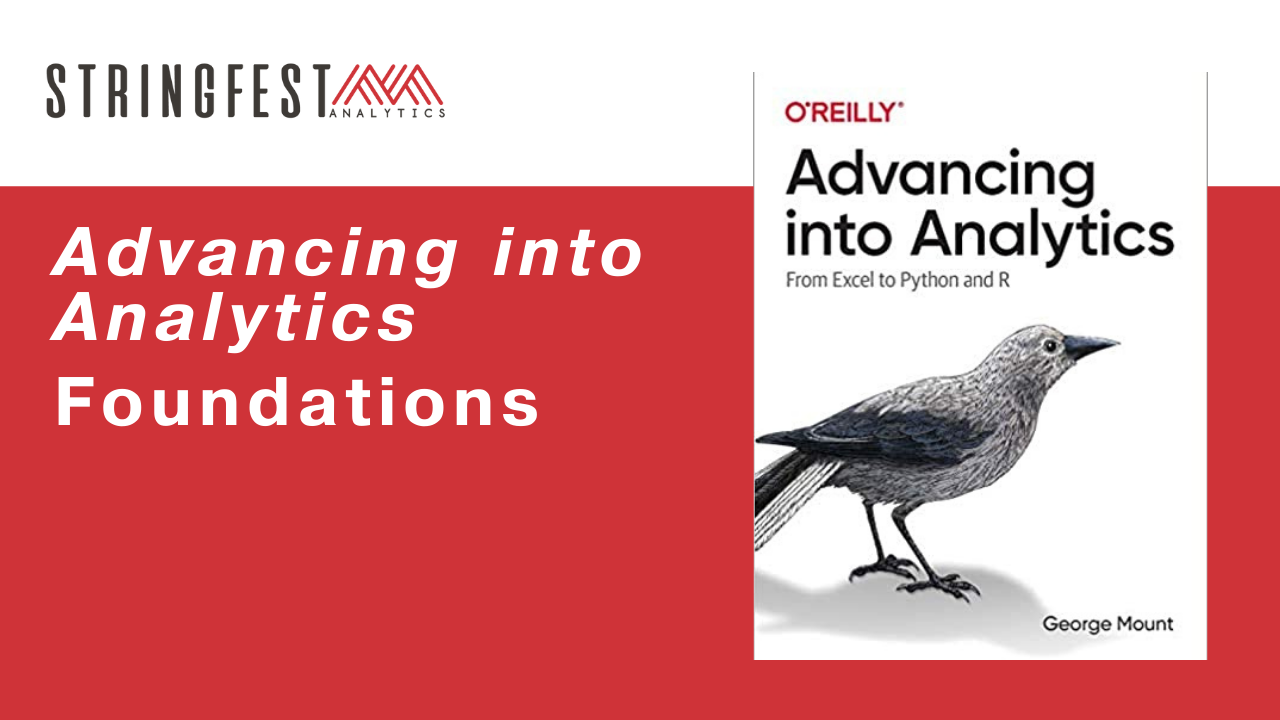 STRINGFEST
ANALYTICS
Advancing into
Analytics
Foundations
O'REILLY®
Advancing
into Analytics
From Excel to Python and R
George Mount